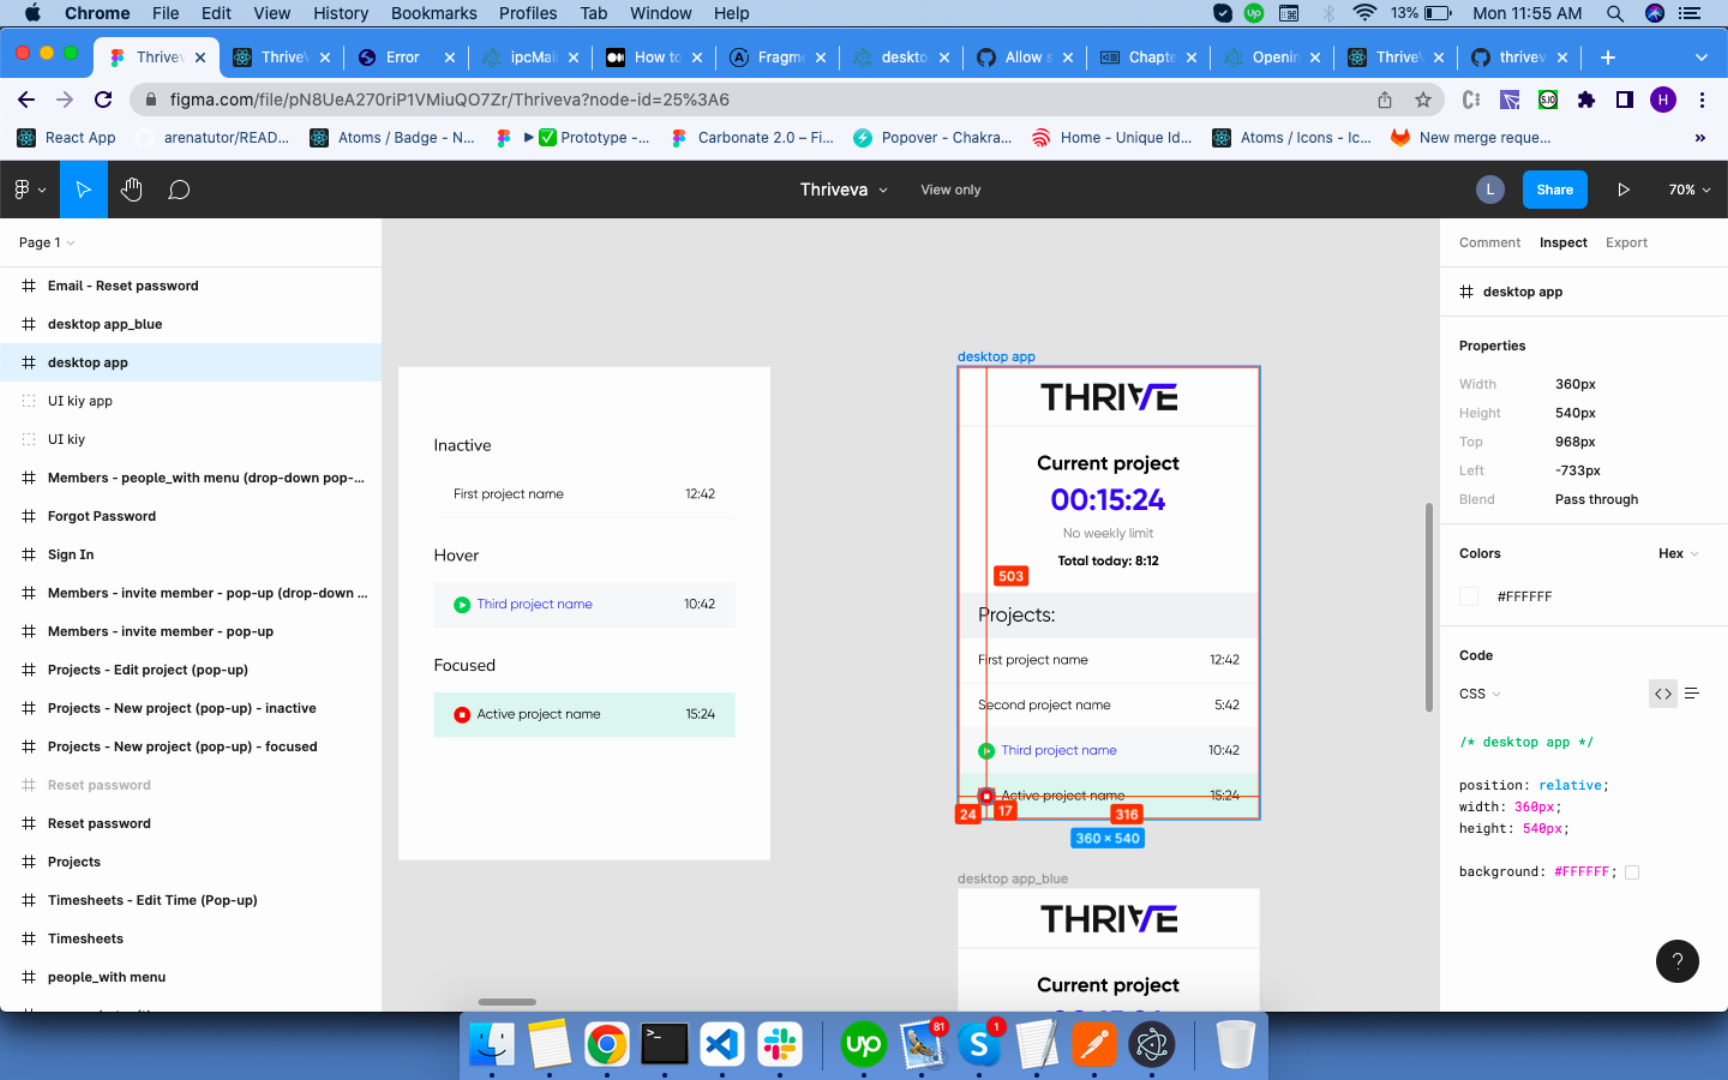 Chrome File Edit View History Bookmarks Profiles Tab Window Help 13% Mon 11:55 AM
Thrivev ThriveV Error ipcMain How to Fragme deskto Allow s Chapte Openin ThriveV thrivev
figma.com/file/pN8UeA270riP1VMiuQO7Zr/Thriveva?node-id=25%3A6 H
React App arenatutor/READ... Atoms / Badge - N... Prototype -... Carbonate 2.0 – Fi... Popover - Chakra... Home - Unique Id... Atoms / Icons - Ic... New merge reque... »
Thriveva View only L Share 70%
Page 1
Email - Reset password
desktop app_blue
desktop app
UI kiy app
UI kiy
Members - people_with menu (drop-down pop-...
Forgot Password
Sign In
Members - invite member - pop-up (drop-down ...
Members - invite member - pop-up
Projects - Edit project (pop-up)
Projects - New project (pop-up) - inactive
Projects - New project (pop-up) - focused
Reset password
Reset password
Projects
Timesheets - Edit Time (Pop-up)
Timesheets
people_with menu
Inactive
First project name 12:42
Hover
Third project name 10:42
Focused
Active project name 15:24
desktop app
THRIVE
Current project
00:15:24
No weekly limit
Total today: 8:12
503
Projects:
First project name 12:42
Second project name 5:42
Third project name 10:42
Active project name 15:24
24 17 316
360 × 540
desktop app_blue
THRIVE
Current project
Comment Inspect Export
desktop app
Properties
Width 360px
Height 540px
Top 968px
Left -733px
Blend Pass through
Colors Hex
#FFFFFF
Code
CSS
/* desktop app */
position: relative;
width: 360px;
height: 540px;
background: #FFFFFF;
?
up 81 S 1